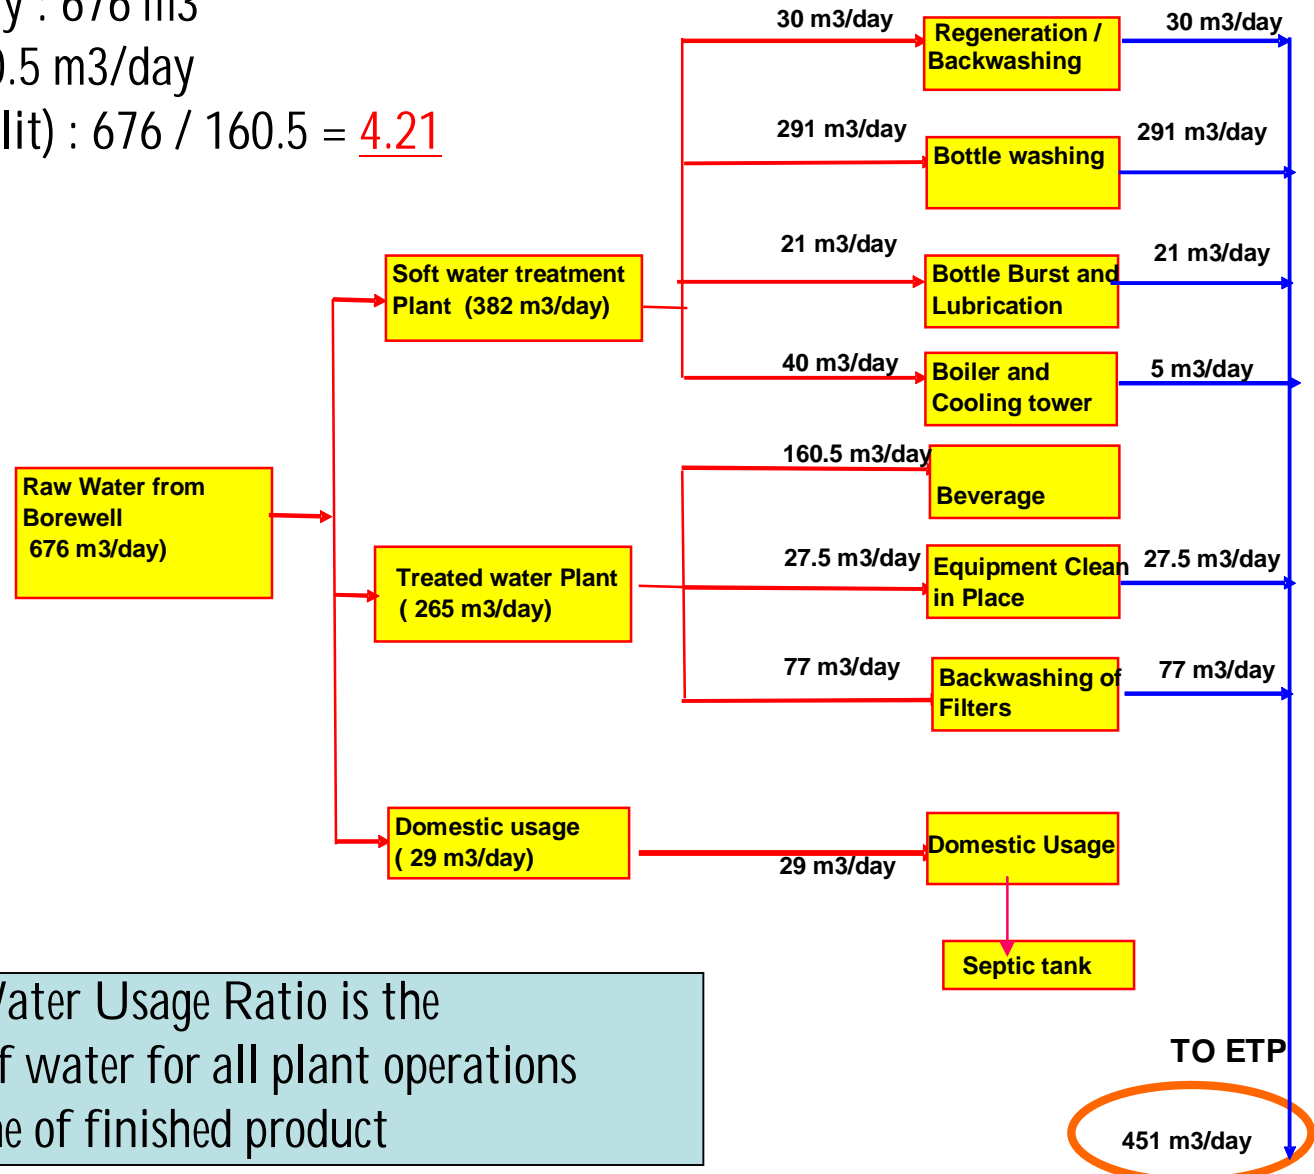 y : 676 m3
0.5 m3/day
lit) : 676 / 160.5 = 4.21
30 m3/day
Regeneration /
Backwashing
30 m3/day
291 m3/day
Bottle washing
291 m3/day
21 m3/day
Bottle Burst and
Lubrication
21 m3/day
Soft water treatment
Plant (382 m3/day)
40 m3/day
Boiler and
Cooling tower
5 m3/day
160.5 m3/day
Beverage
Raw Water from
Borewell
676 m3/day)
Treated water Plant
( 265 m3/day)
27.5 m3/day
Equipment Clean
in Place
27.5 m3/day
77 m3/day
Backwashing of
Filters
77 m3/day
Domestic usage
( 29 m3/day)
29 m3/day
Domestic Usage
Septic tank
Water Usage Ratio is the
f water for all plant operations
ne of finished product
TO ETP
451 m3/day